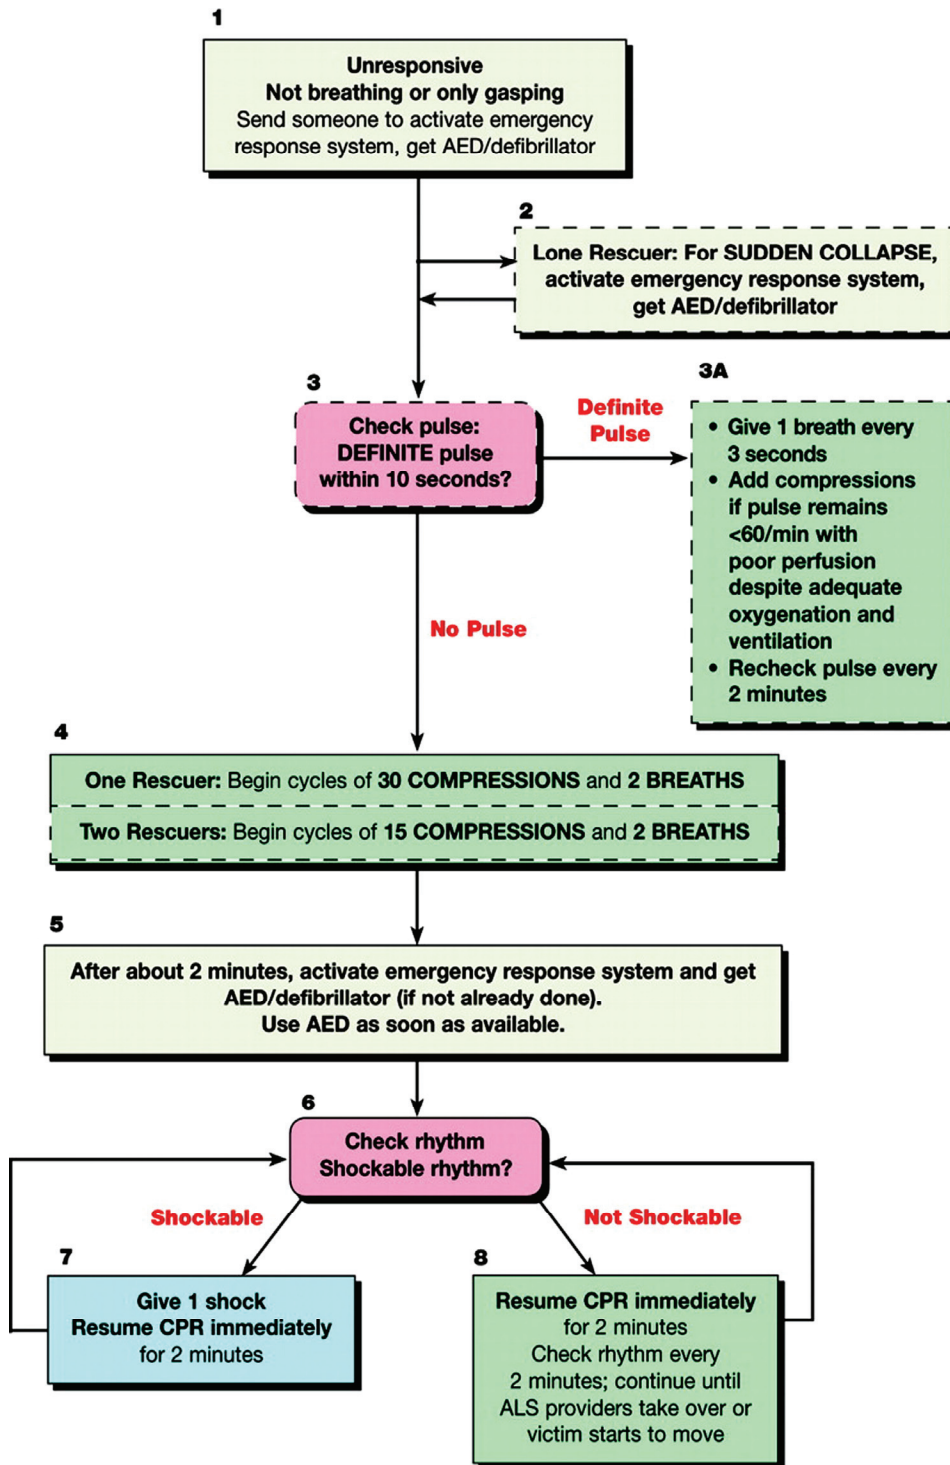 1
Unresponsive
Not breathing or only gasping
Send someone to activate emergency
response system, get AED/defibrillator
2
Lone Rescuer: For SUDDEN COLLAPSE,
activate emergency response system,
get AED/defibrillator
3
Check pulse:
DEFINITE pulse
within 10 seconds?
Definite
Pulse
3A
• Give 1 breath every
3 seconds
• Add compressions
if pulse remains
<60/min with
poor perfusion
despite adequate
oxygenation and
ventilation
• Recheck pulse every
2 minutes
No Pulse
4
One Rescuer: Begin cycles of 30 COMPRESSIONS and 2 BREATHS
Two Rescuers: Begin cycles of 15 COMPRESSIONS and 2 BREATHS
5
After about 2 minutes, activate emergency response system and get
AED/defibrillator (if not already done).
Use AED as soon as available.
6
Check rhythm
Shockable rhythm?
Shockable
Not Shockable
7
Give 1 shock
Resume CPR immediately
for 2 minutes
8
Resume CPR immediately
for 2 minutes
Check rhythm every
2 minutes; continue until
ALS providers take over or
victim starts to move